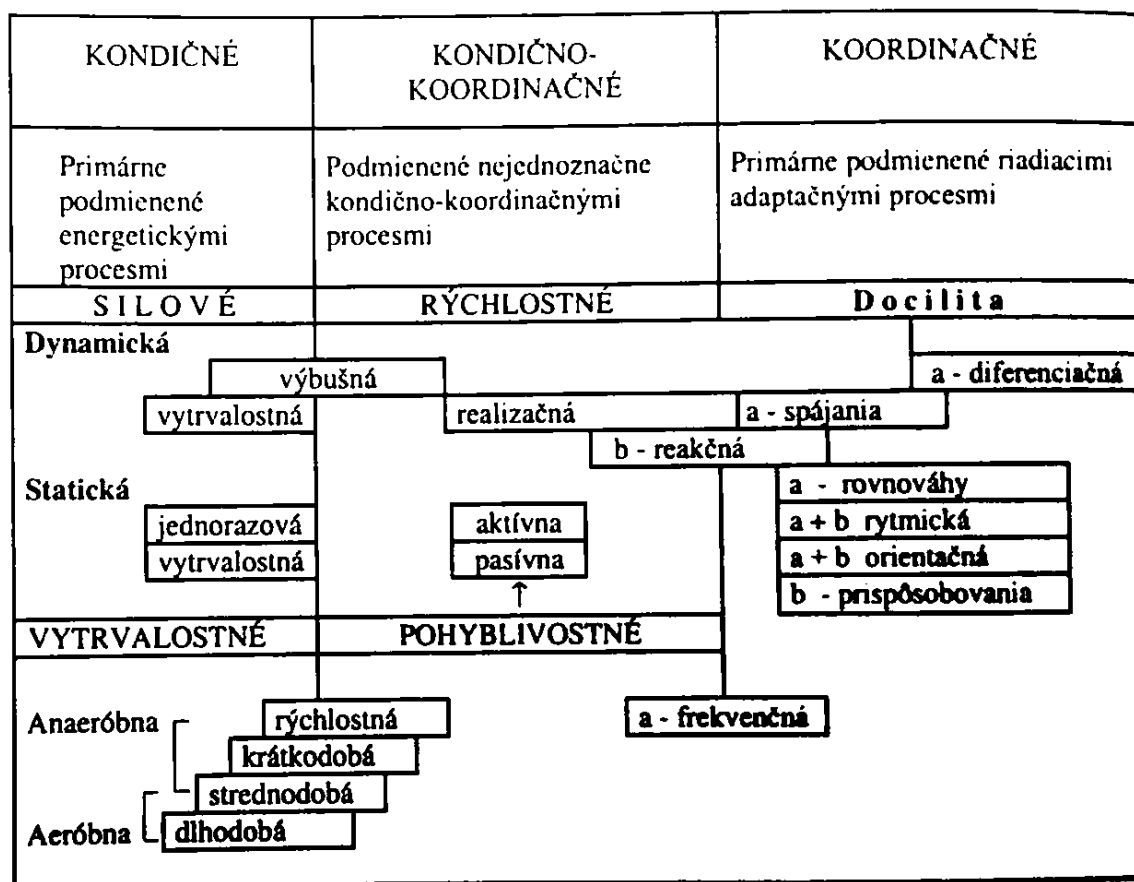 KONDIČNÉ
KONDIČNO-
KOORDINAČNÉ
KOORDINAČNÉ
Primárne
podmienené
energetickými
procesmi
Podmienené nejednoznačne
kondično-koordinačnými
procesmi
Primárne podmienené riadiacimi
adaptačnými procesmi
SILOVÉ
RÝCHLOSTNÉ
Docilita
Dynamická
výbušná
a - diferenciačná
vytrvalostná
realizačná
a - spájania
b - reakčná
Statická
a - rovnováhy
jednorazová
aktívna
a + b rytmická
vytrvalostná
pasívna
a + b orientačná
b - prispôsobovania
↑
VYTRVALOSTNÉ
POHYBLIVOSTNÉ
Anaeróbna
rýchlostná
a - frekvenčná
krátkodobá
strednodobá
Aeróbna
dlhodobá